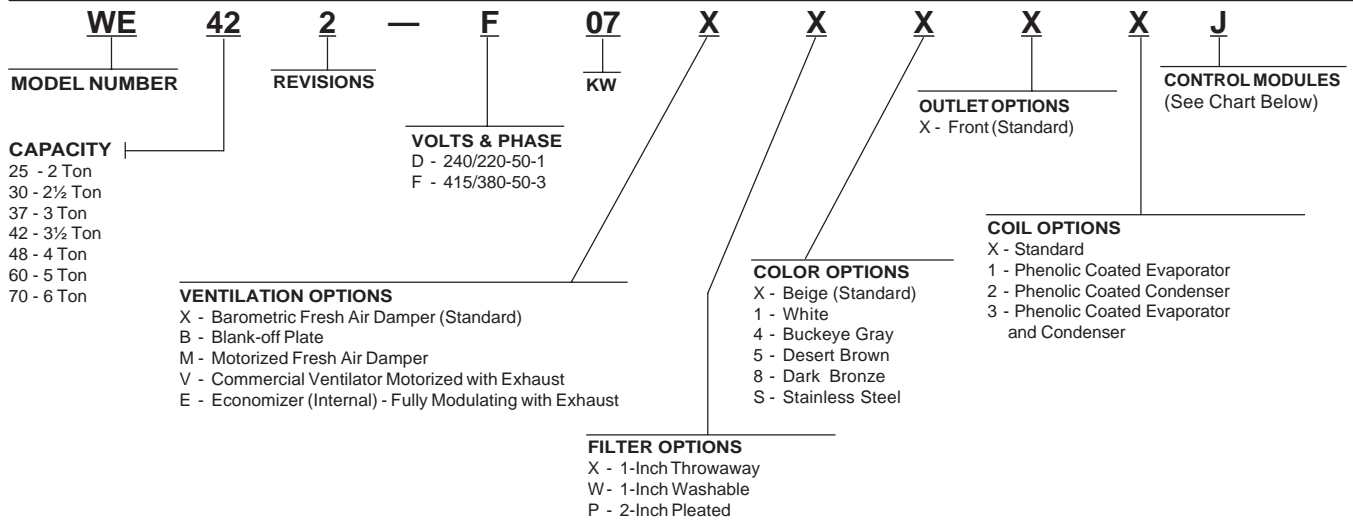 WE 42 2 — F 07 X X X X X J
MODEL NUMBER
REVISIONS
KW
CONTROL MODULES
(See Chart Below)
OUTLET OPTIONS
X - Front (Standard)
VOLTS & PHASE
D - 240/220-50-1
F - 415/380-50-3
CAPACITY
25 - 2 Ton
30 - 2½ Ton
37 - 3 Ton
42 - 3½ Ton
48 - 4 Ton
60 - 5 Ton
70 - 6 Ton
COIL OPTIONS
X - Standard
1 - Phenolic Coated Evaporator
2 - Phenolic Coated Condenser
3 - Phenolic Coated Evaporator
and Condenser
COLOR OPTIONS
X - Beige (Standard)
1 - White
4 - Buckeye Gray
5 - Desert Brown
8 - Dark Bronze
S - Stainless Steel
VENTILATION OPTIONS
X - Barometric Fresh Air Damper (Standard)
B - Blank-off Plate
M - Motorized Fresh Air Damper
V - Commercial Ventilator Motorized with Exhaust
E - Economizer (Internal) - Fully Modulating with Exhaust
FILTER OPTIONS
X - 1-Inch Throwaway
W - 1-Inch Washable
P - 2-Inch Pleated